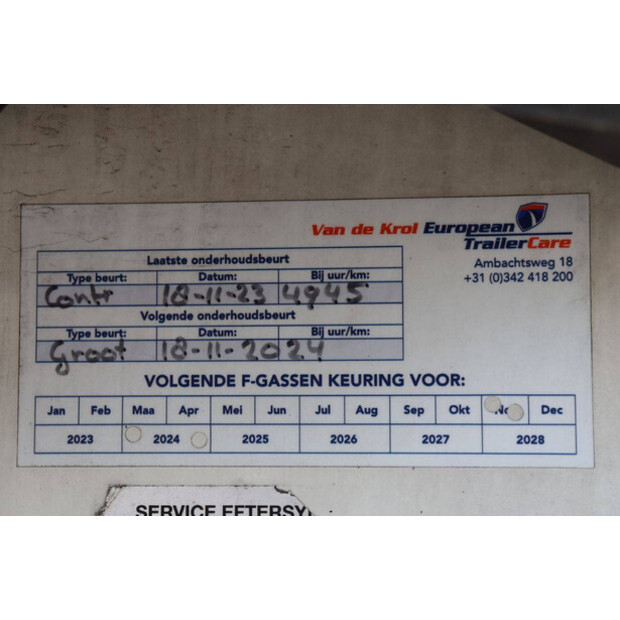 Van de Krol European
TrailerCare
Ambachtsweg 18
+31 (0)342 418 200
Laatste onderhoudsbeurt
Type beurt: Datum: Bij uur/km:
Contr 18-11-23 4945
Volgende onderhoudsbeurt
Type beurt: Datum: Bij uur/km:
Groot 18-11-2024
VOLGENDE F-GASSEN KEURING VOOR:
Jan Feb Maa Apr Mei Jun Jul Aug Sep Okt Dec
2023 2024 2025 2026 2027 2028
SERVICE